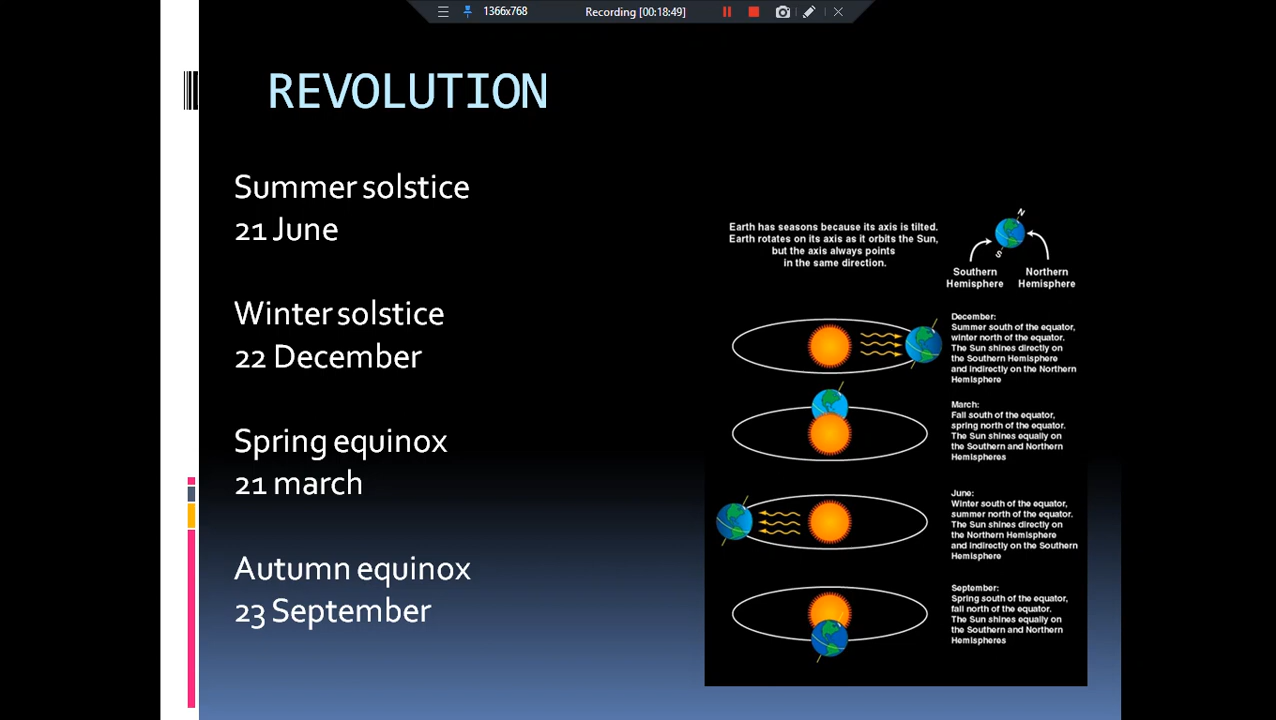 1366x768
Recording [00:18:49]
REVOLUTION
Summer solstice
21 June
Winter solstice
22 December
Spring equinox
21 march
Autumn equinox
23 September
Earth has seasons because its axis is tilted.
Earth rotates on its axis as it orbits the Sun,
but the axis always points
in the same direction.
N
S
Southern
Hemisphere
Northern
Hemisphere
December:
Summer south of the equator,
winter north of the equator.
The Sun shines directly on
the Southern Hemisphere
and indirectly on the Northern
Hemisphere
March:
Fall south of the equator,
spring north of the equator.
The Sun shines equally on
the Southern and Northern
Hemispheres
June:
Winter south of the equator,
summer north of the equator.
The Sun shines directly on
the Northern Hemisphere
and indirectly on the Southern
Hemisphere
September:
Spring south of the equator,
fall north of the equator.
The Sun shines equally on
the Southern and Northern
Hemispheres